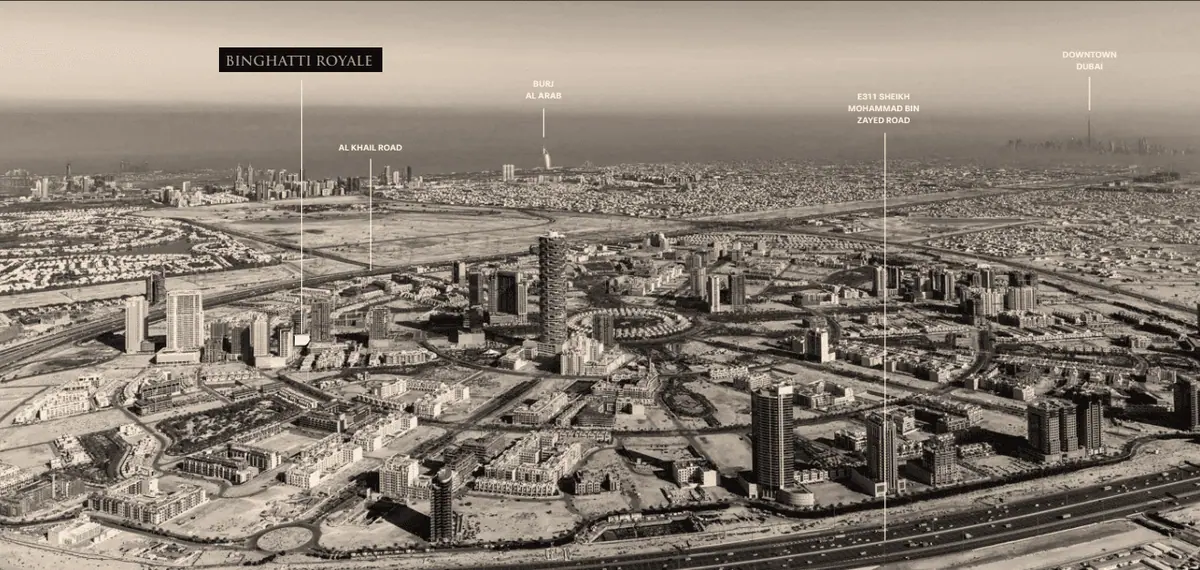 BINGHATTI ROYALE
AL KHAIL ROAD
BURJ
AL ARAB
E311 SHEIKH
MOHAMMAD BIN
ZAYED ROAD
DOWNTOWN
DUBAI